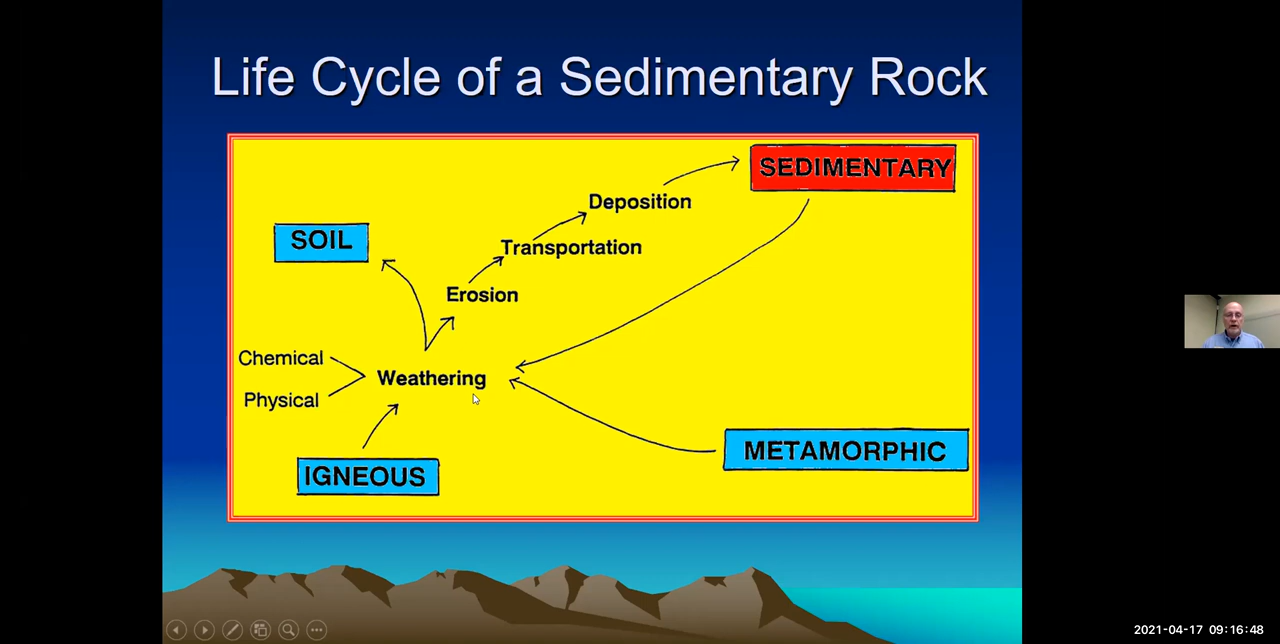 Life Cycle of a Sedimentary Rock
SEDIMENTARY
Deposition
SOIL
Transportation
Erosion
Chemical
Weathering
Physical
METAMORPHIC
IGNEOUS
2021-04-17 09:16:48